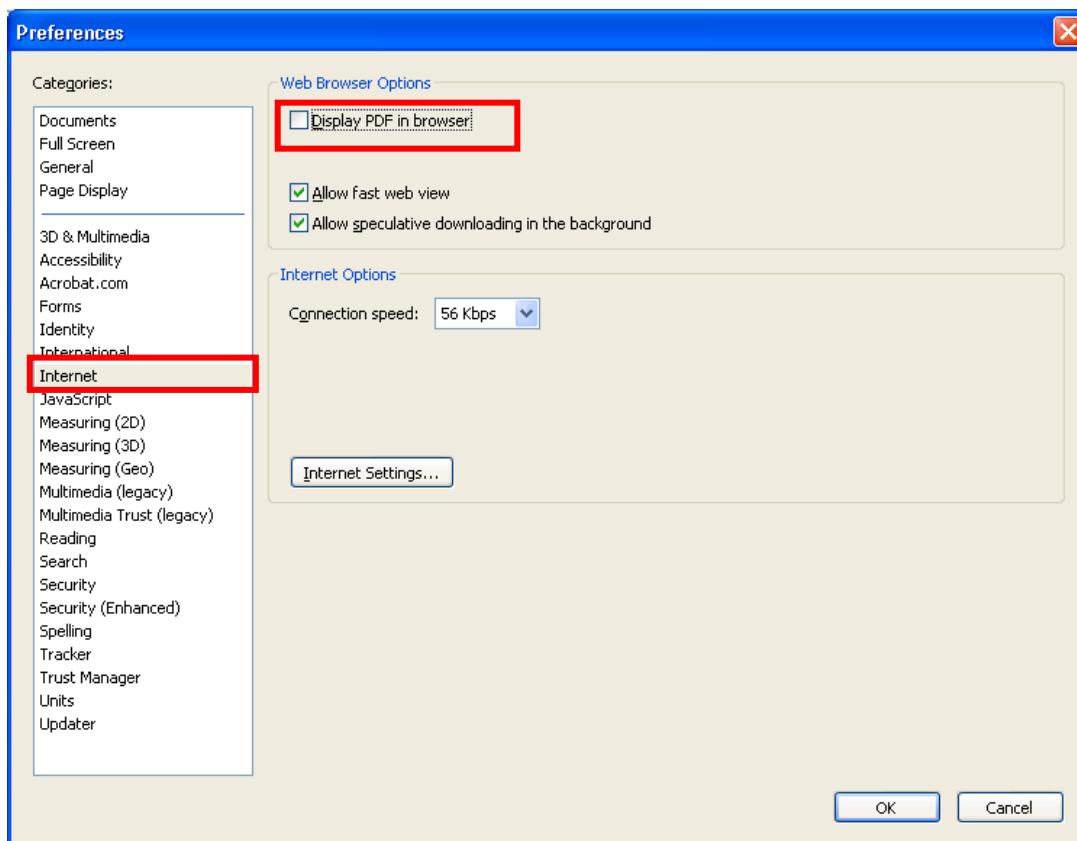 Preferences
Categories:
Documents
Full Screen
General
Page Display
3D & Multimedia
Accessibility
Acrobat.com
Forms
Identity
International
Internet
JavaScript
Measuring (2D)
Measuring (3D)
Measuring (Geo)
Multimedia (legacy)
Multimedia Trust (legacy)
Reading
Search
Security
Security (Enhanced)
Spelling
Tracker
Trust Manager
Units
Updater
Web Browser Options
Display PDF in browser
Allow fast web view
Allow speculative downloading in the background
Internet Options
Connection speed: 56 Kbps
Internet Settings...
OK Cancel